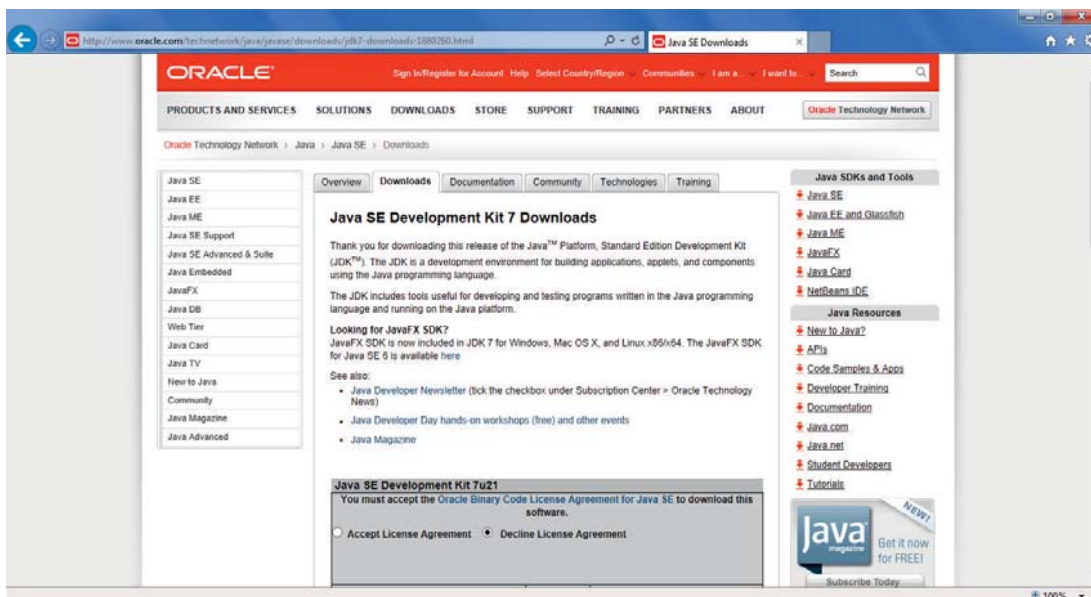 http://www.oracle.com/technetwork/java/javase/downloads/jdk7-downloads-1880260.html
Java SE Downloads
ORACLE
Sign In/Register for Account Help Select Country/Region Communities I am a... I want to... Search
PRODUCTS AND SERVICES SOLUTIONS DOWNLOADS STORE SUPPORT TRAINING PARTNERS ABOUT Oracle Technology Network
Oracle Technology Network > Java > Java SE > Downloads
Java SE
Java EE
Java ME
Java SE Support
Java SE Advanced & Suite
Java Embedded
JavaFX
Java DB
Web Tier
Java Card
Java TV
New to Java
Community
Java Magazine
Java Advanced
Overview Downloads Documentation Community Technologies Training
Java SE Development Kit 7 Downloads
Thank you for downloading this release of the Java™ Platform, Standard Edition Development Kit
(JDK™). The JDK is a development environment for building applications, applets, and components
using the Java programming language.
The JDK includes tools useful for developing and testing programs written in the Java programming
language and running on the Java platform.
Looking for JavaFX SDK?
JavaFX SDK is now included in JDK 7 for Windows, Mac OS X, and Linux x86/x64. The JavaFX SDK
for Java SE 6 is available here
See also:
• Java Developer Newsletter (tick the checkbox under Subscription Center > Oracle Technology
News)
• Java Developer Day hands-on workshops (free) and other events
• Java Magazine
Java SE Development Kit 7u21
You must accept the Oracle Binary Code License Agreement for Java SE to download this
software.
Accept License Agreement Decline License Agreement
Java SDKs and Tools
Java SE
Java EE and Glassfish
Java ME
JavaFX
Java Card
NetBeans IDE
Java Resources
New to Java?
APIs
Code Samples & Apps
Developer Training
Documentation
Java.com
Java.net
Student Developers
Tutorials
NEW!
Java
magazine
Get it now
for FREE!
Subscribe Today
100%